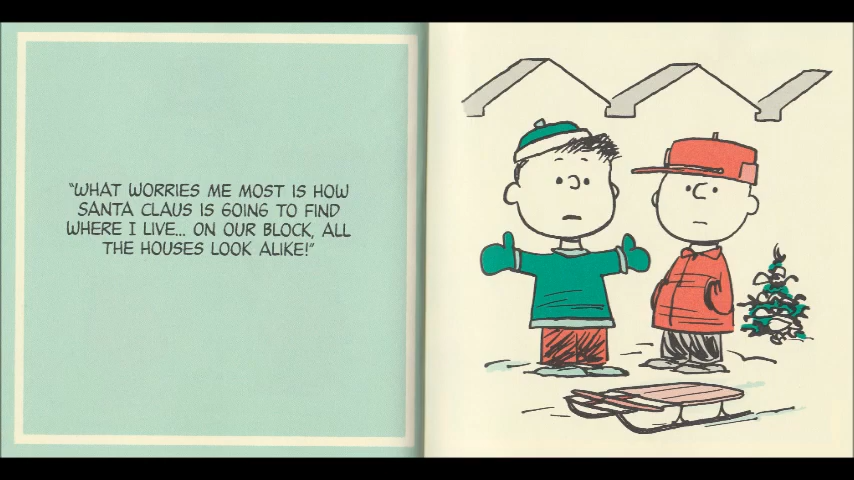 "WHAT WORRIES ME MOST IS HOW
SANTA CLAUS IS GOING TO FIND
WHERE I LIVE... ON OUR BLOCK, ALL
THE HOUSES LOOK ALIKE!"